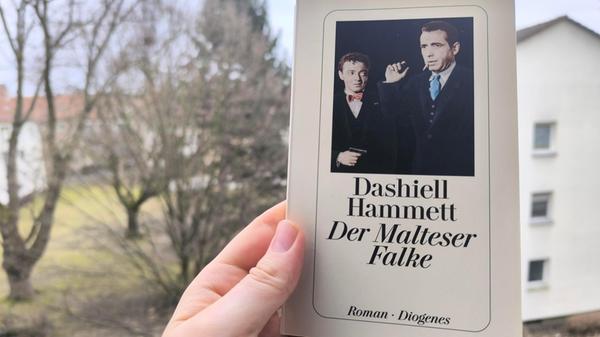 Dashiell
Hammett
Der Malteser
Falke
Roman · Diogenes